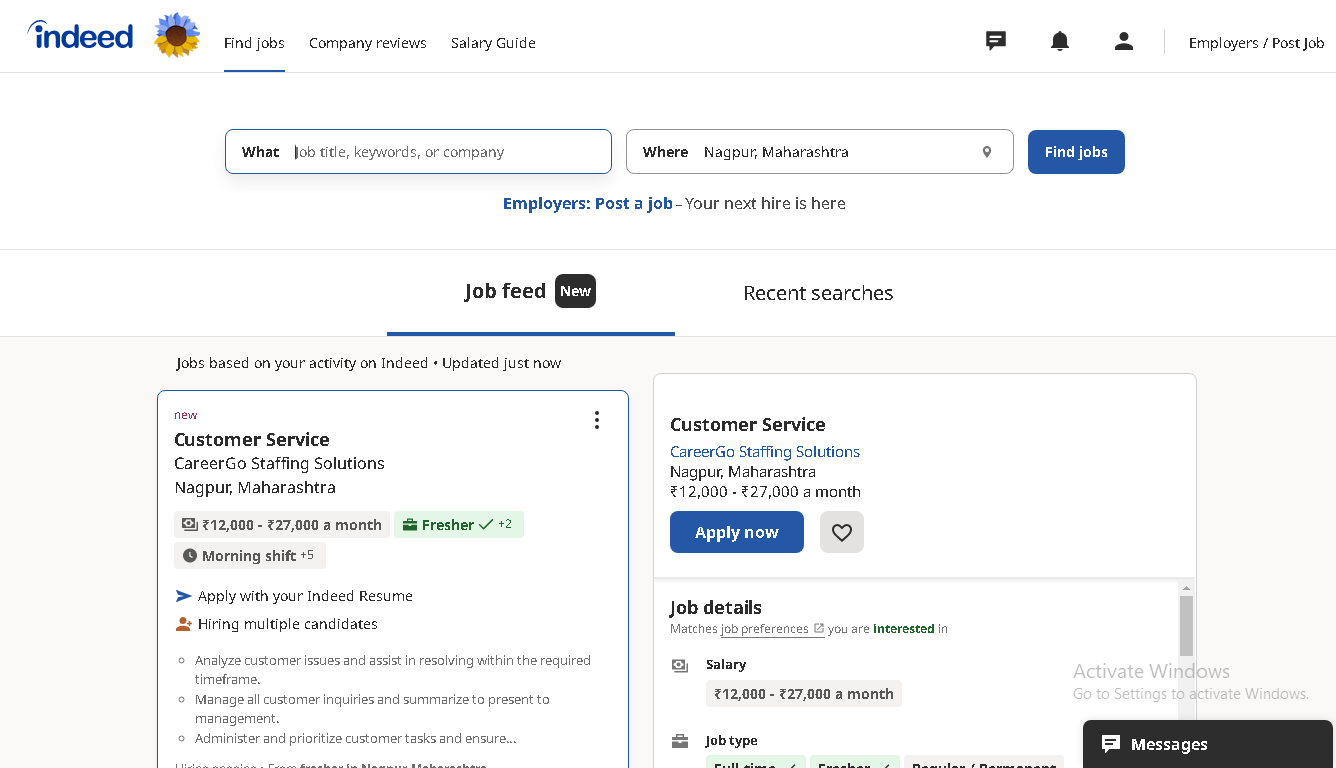 indeed
Find jobs
Company reviews
Salary Guide
Employers / Post Job
What Job title, keywords, or company
Where Nagpur, Maharashtra
Find jobs
Employers: Post a job – Your next hire is here
Job feed New
Recent searches
Jobs based on your activity on Indeed • Updated just now
new
Customer Service
CareerGo Staffing Solutions
Nagpur, Maharashtra
₹12,000 - ₹27,000 a month
Fresher +2
Morning shift +5
Apply with your Indeed Resume
Hiring multiple candidates
Analyze customer issues and assist in resolving within the required
timeframe.
Manage all customer inquiries and summarize to present to
management.
Administer and prioritize customer tasks and ensure...
Customer Service
CareerGo Staffing Solutions
Nagpur, Maharashtra
₹12,000 - ₹27,000 a month
Apply now
Job details
Matches job preferences you are interested in
Salary
₹12,000 - ₹27,000 a month
Job type
Full-time Fresher Regular / Permanent
Activate Windows
Go to Settings to activate Windows.
Messages